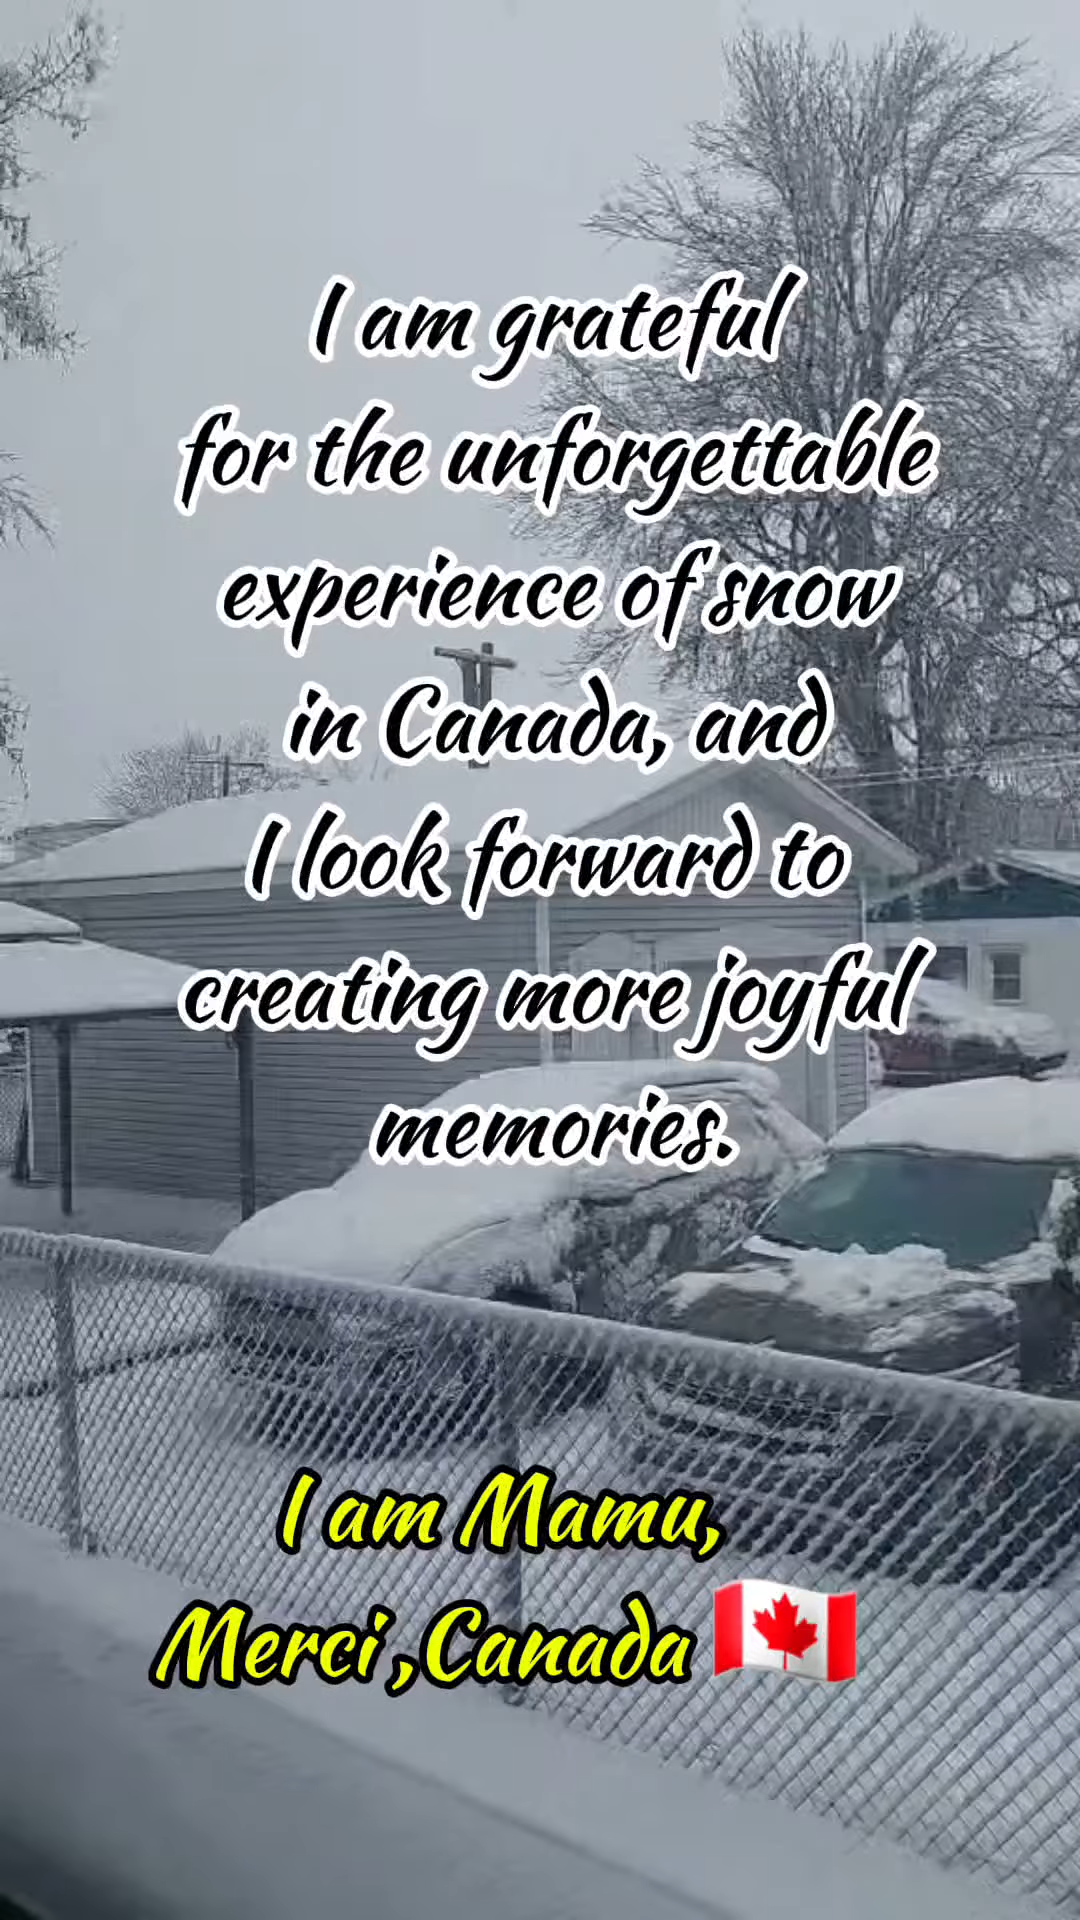 I am grateful
for the unforgettable
experience of snow
in Canada, and
I look forward to
creating more joyful
memories.
I am Mamu,
Merci ,Canada 🇨🇦